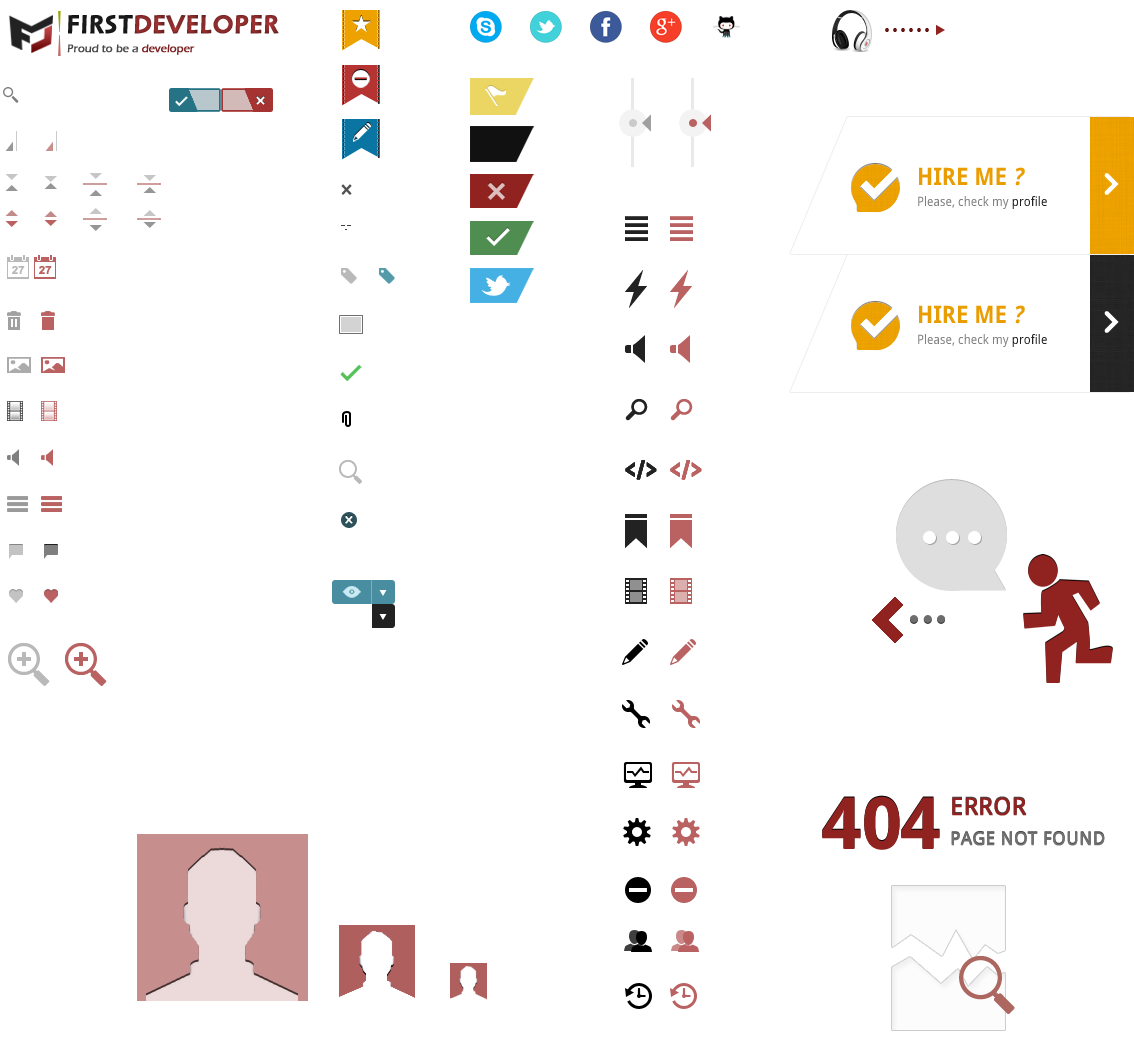 FIRSTDEVELOPER
Proud to be a developer
g+
HIRE ME ?
Please, check my profile
27 27
HIRE ME ?
Please, check my profile
</>  </>
404 ERROR
PAGE NOT FOUND